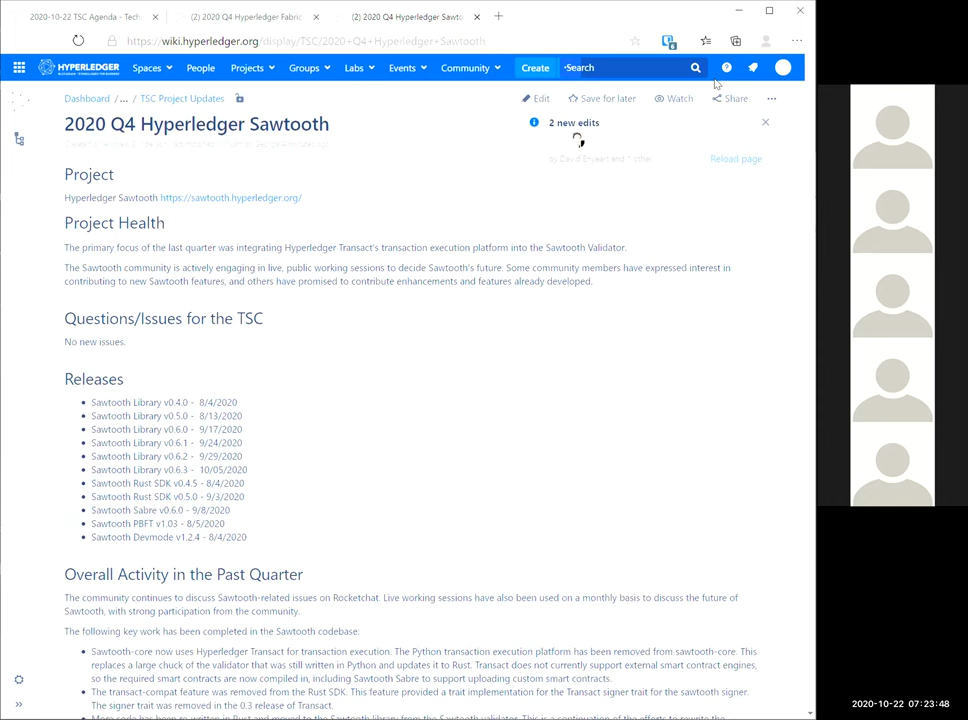 2020-10-22 TSC Agenda - Tech
(2) 2020 Q4 Hyperledger Fabric
(2) 2020 Q4 Hyperledger Sawto
https://wiki.hyperledger.org/display/TSC/2020+Q4+Hyperledger+Sawtooth
HYPERLEDGER Spaces People Projects Groups Labs Events Community Create Search
Dashboard /... / TSC Project Updates
Edit Save for later Watch Share ...
2020 Q4 Hyperledger Sawtooth
2 new edits
by David Enyeart and 1 other Reload page
Project
Hyperledger Sawtooth https://sawtooth.hyperledger.org/
Project Health
The primary focus of the last quarter was integrating Hyperledger Transact's transaction execution platform into the Sawtooth Validator.
The Sawtooth community is actively engaging in live, public working sessions to decide Sawtooth's future. Some community members have expressed interest in
contributing to new Sawtooth features, and others have promised to contribute enhancements and features already developed.
Questions/Issues for the TSC
No new issues.
Releases
• Sawtooth Library v0.4.0 - 8/4/2020
• Sawtooth Library v0.5.0 - 8/13/2020
• Sawtooth Library v0.6.0 - 9/17/2020
• Sawtooth Library v0.6.1 - 9/24/2020
• Sawtooth Library v0.6.2 - 9/29/2020
• Sawtooth Library v0.6.3 - 10/05/2020
• Sawtooth Rust SDK v0.4.5 - 8/4/2020
• Sawtooth Rust SDK v0.5.0 - 9/3/2020
• Sawtooth Sabre v0.6.0 - 9/8/2020
• Sawtooth PBFT v1.03 - 8/5/2020
• Sawtooth Devmode v1.2.4 - 8/4/2020
Overall Activity in the Past Quarter
The community continues to discuss Sawtooth-related issues on Rocketchat. Live working sessions have also been used on a monthly basis to discuss the future of
Sawtooth, with strong participation from the community.
The following key work has been completed in the Sawtooth codebase:
• Sawtooth-core now uses Hyperledger Transact for transaction execution. The Python transaction execution platform has been removed from sawtooth-core. This
replaces a large chuck of the validator that was still written in Python and updates it to Rust. Transact does not currently support external smart contract engines,
so the required smart contracts are now compiled in, including Sawtooth Sabre to support uploading custom smart contracts.
• The transact-compat feature was removed from the Rust SDK. This feature provided a trait implementation for the Transact signer trait for the sawtooth signer.
The signer trait was removed in the 0.3 release of Transact.
2020-10-22 07:23:48